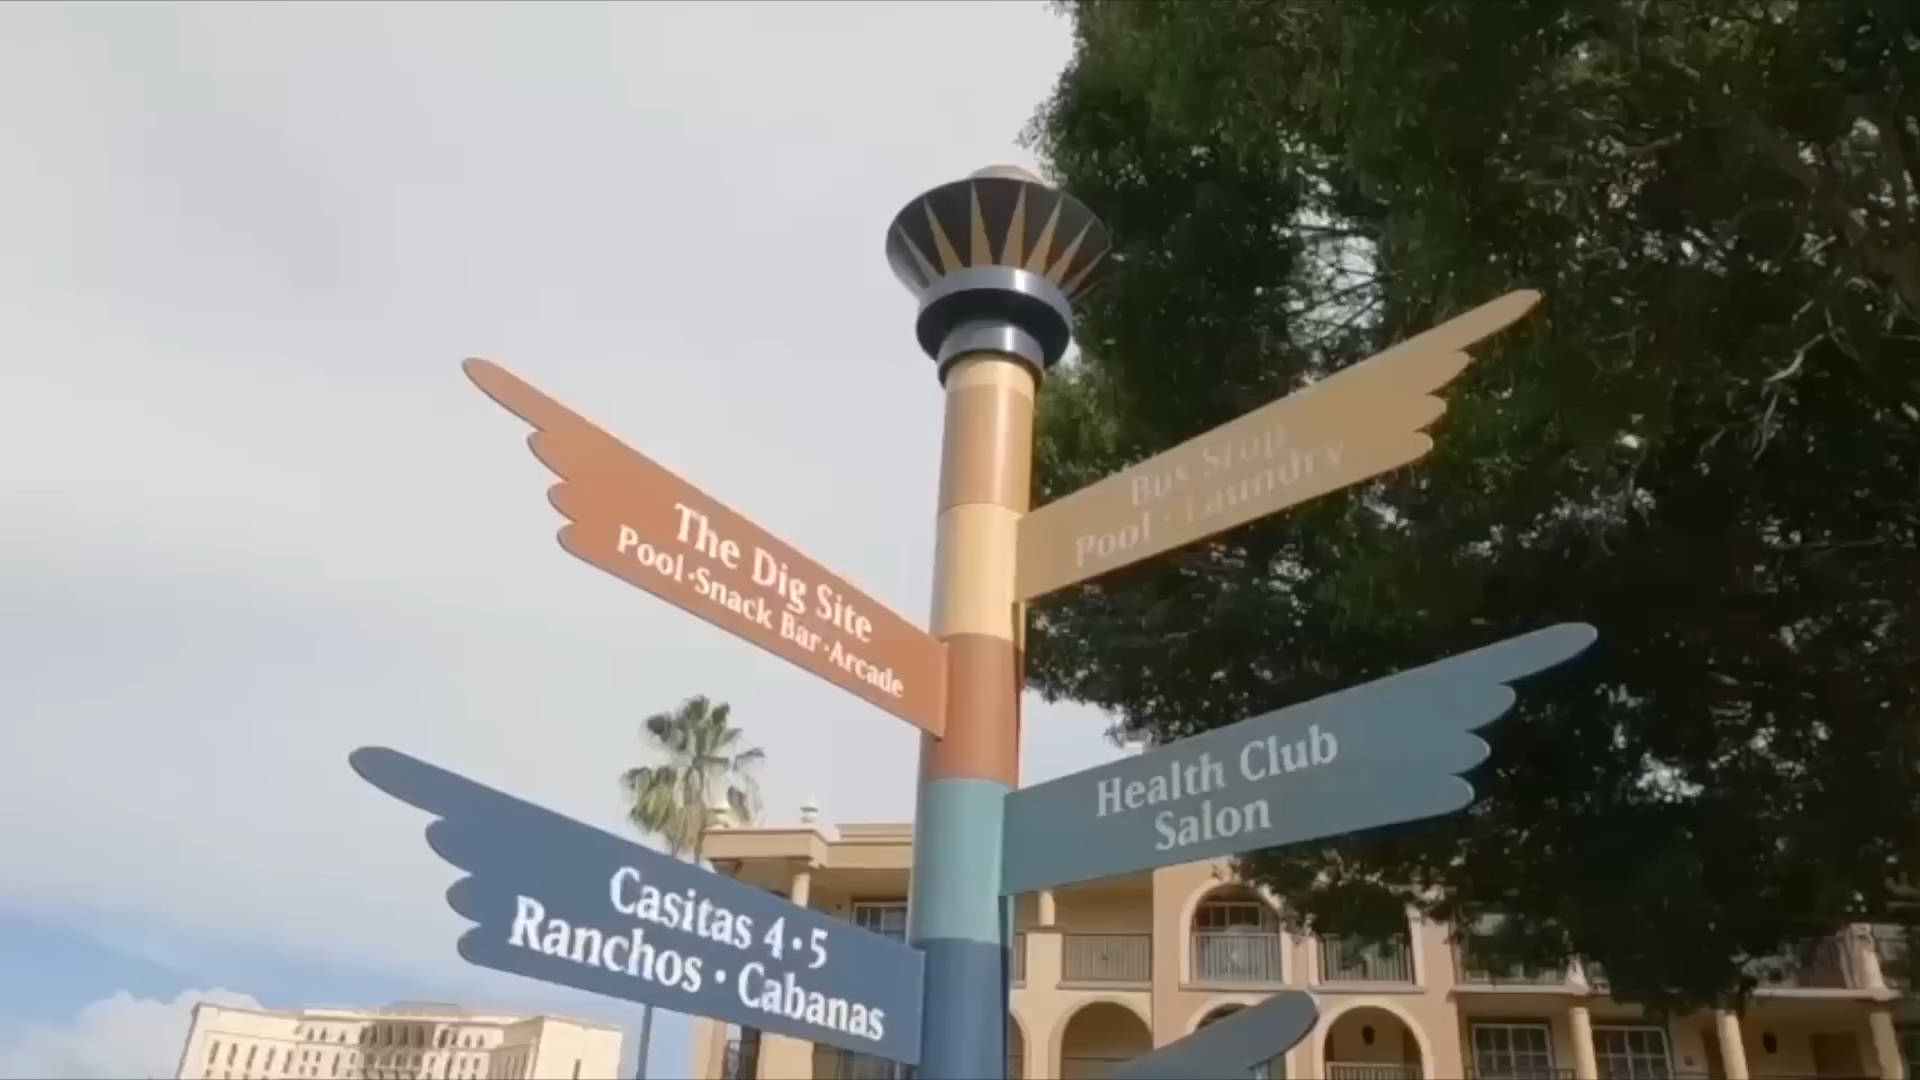 The Dig Site
Pool·Snack Bar·Arcade
Bus Stop
Pool · Laundry
Health Club
Salon
Casitas 4·5
Ranchos · Cabanas